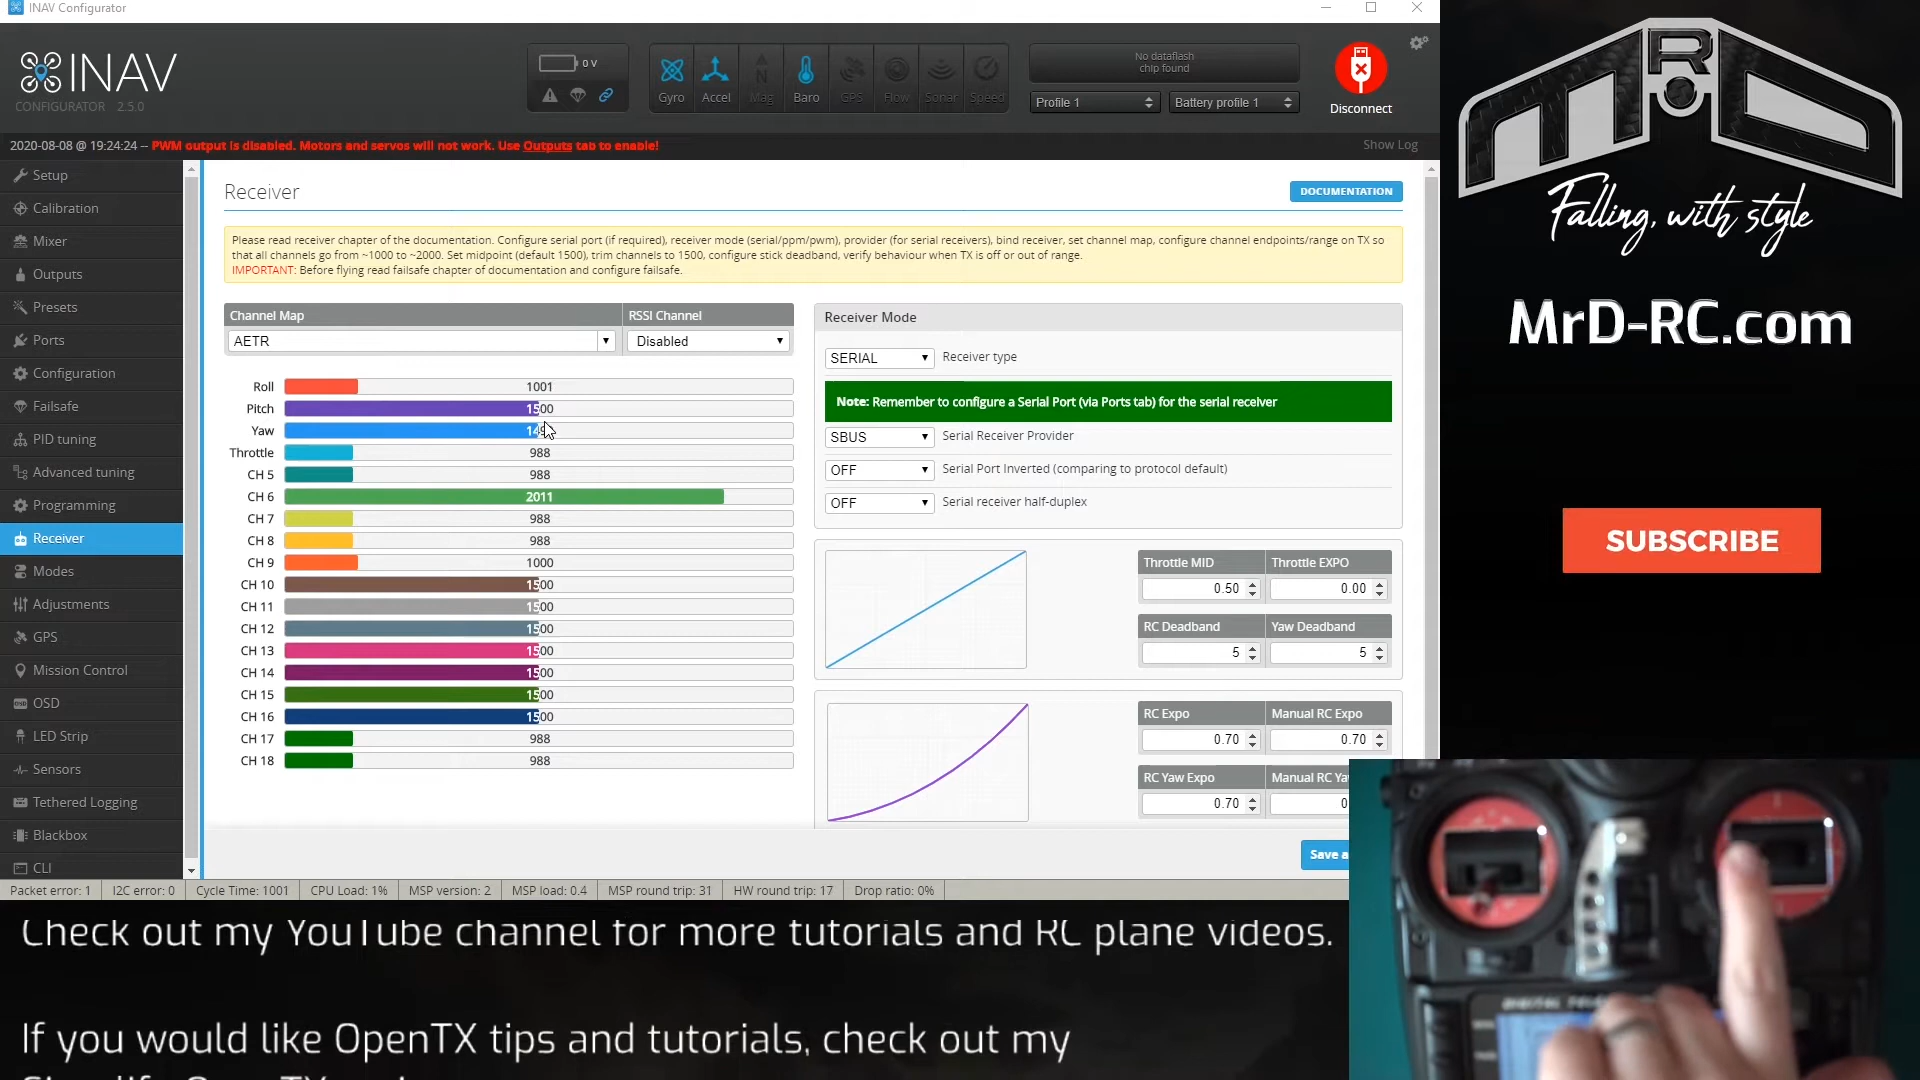 INAV Configurator
INAV
CONFIGURATOR 2.5.0
0 V
Gyro
Accel
Mag
Baro
GPS
Flow
Sonar
Speed
No dataflash
chip found
Profile 1
Battery profile 1
Disconnect
2020-08-08 @ 19:24:24 -- PWM output is disabled. Motors and servos will not work. Use Outputs tab to enable!
Show Log
Setup
Calibration
Mixer
Outputs
Presets
Ports
Configuration
Failsafe
PID tuning
Advanced tuning
Programming
Receiver
Modes
Adjustments
GPS
Mission Control
OSD
LED Strip
Sensors
Tethered Logging
Blackbox
CLI
Receiver
DOCUMENTATION
Please read receiver chapter of the documentation. Configure serial port (if required), receiver mode (serial/ppm/pwm), provider (for serial receivers), bind receiver, set channel map, configure channel endpoints/range on TX so
that all channels go from ~1000 to ~2000. Set midpoint (default 1500), trim channels to 1500, configure stick deadband, verify behaviour when TX is off or out of range.
IMPORTANT: Before flying read failsafe chapter of documentation and configure failsafe.
Channel Map
RSSI Channel
AETR
Disabled
Roll 1001
Pitch 1500
Yaw
Throttle 988
CH 5 988
CH 6 2011
CH 7 988
CH 8 988
CH 9 1000
CH 10 1500
CH 11 1500
CH 12 1500
CH 13 1500
CH 14 1500
CH 15 1500
CH 16 1500
CH 17 988
CH 18 988
Receiver Mode
SERIAL Receiver type
Note: Remember to configure a Serial Port (via Ports tab) for the serial receiver
SBUS Serial Receiver Provider
OFF Serial Port Inverted (comparing to protocol default)
OFF Serial receiver half-duplex
Throttle MID
Throttle EXPO
0.50
0.00
RC Deadband
Yaw Deadband
5
5
RC Expo
Manual RC Expo
0.70
0.70
RC Yaw Expo
Manual RC
0.70
Save
Packet error: 1
I2C error: 0
Cycle Time: 1001
CPU Load: 1%
MSP version: 2
MSP load: 0.4
MSP round trip: 31
HW round trip: 17
Drop ratio: 0%
Falling, with style
MrD-RC.com
SUBSCRIBE
Check out my YouTube channel for more tutorials and RC plane videos.
If you would like OpenTX tips and tutorials, check out my